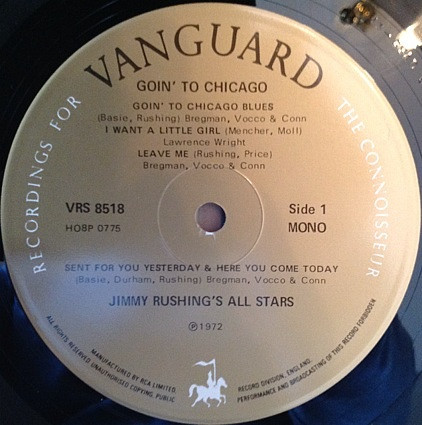 VANGUARD
RECORDINGS FOR THE CONNOISSEUR
GOIN' TO CHICAGO
GOIN' TO CHICAGO BLUES
(Basie, Rushing) Bregman, Vocco & Conn
I WANT A LITTLE GIRL (Mencher, Moll)
Lawrence Wright
LEAVE ME (Rushing, Price)
Bregman, Vocco & Conn
VRS 8518
HO8P 0775
Side 1
MONO
SENT FOR YOU YESTERDAY & HERE YOU COME TODAY
(Basie, Durham, Rushing) Bregman, Vocco & Conn
JIMMY RUSHING'S ALL STARS
℗1972
MANUFACTURED BY RCA LIMITED, RECORD DIVISION, ENGLAND.
ALL RIGHTS RESERVED. UNAUTHORISED COPYING, PUBLIC PERFORMANCE AND BROADCASTING OF THIS RECORD FORBIDDEN